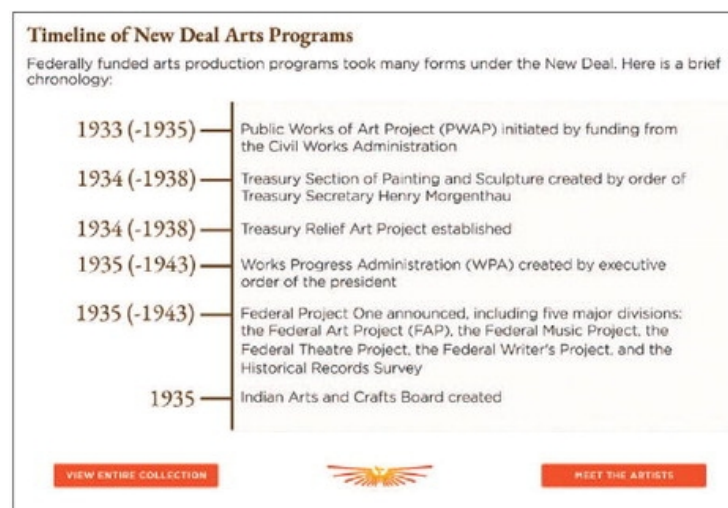 Timeline of New Deal Arts Programs
Federally funded arts production programs took many forms under the New Deal. Here is a brief
chronology:
1933 (-1935)
Public Works of Art Project (PWAP) initiated by funding from
the Civil Works Administration
1934 (-1938)
Treasury Section of Painting and Sculpture created by order of
Treasury Secretary Henry Morgenthau
1934 (-1938)
Treasury Relief Art Project established
1935 (-1943)
Works Progress Administration (WPA) created by executive
order of the president
1935 (-1943)
Federal Project One announced, including five major divisions:
the Federal Art Project (FAP), the Federal Music Project, the
Federal Theatre Project, the Federal Writer's Project, and the
Historical Records Survey
1935
Indian Arts and Crafts Board created
VIEW ENTIRE COLLECTION
MEET THE ARTISTS